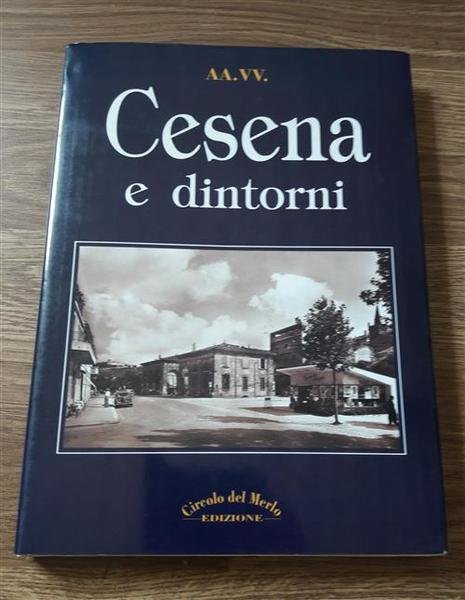 AA.VV.
Cesena
e dintorni
Circolo del Merlo
EDIZIONE